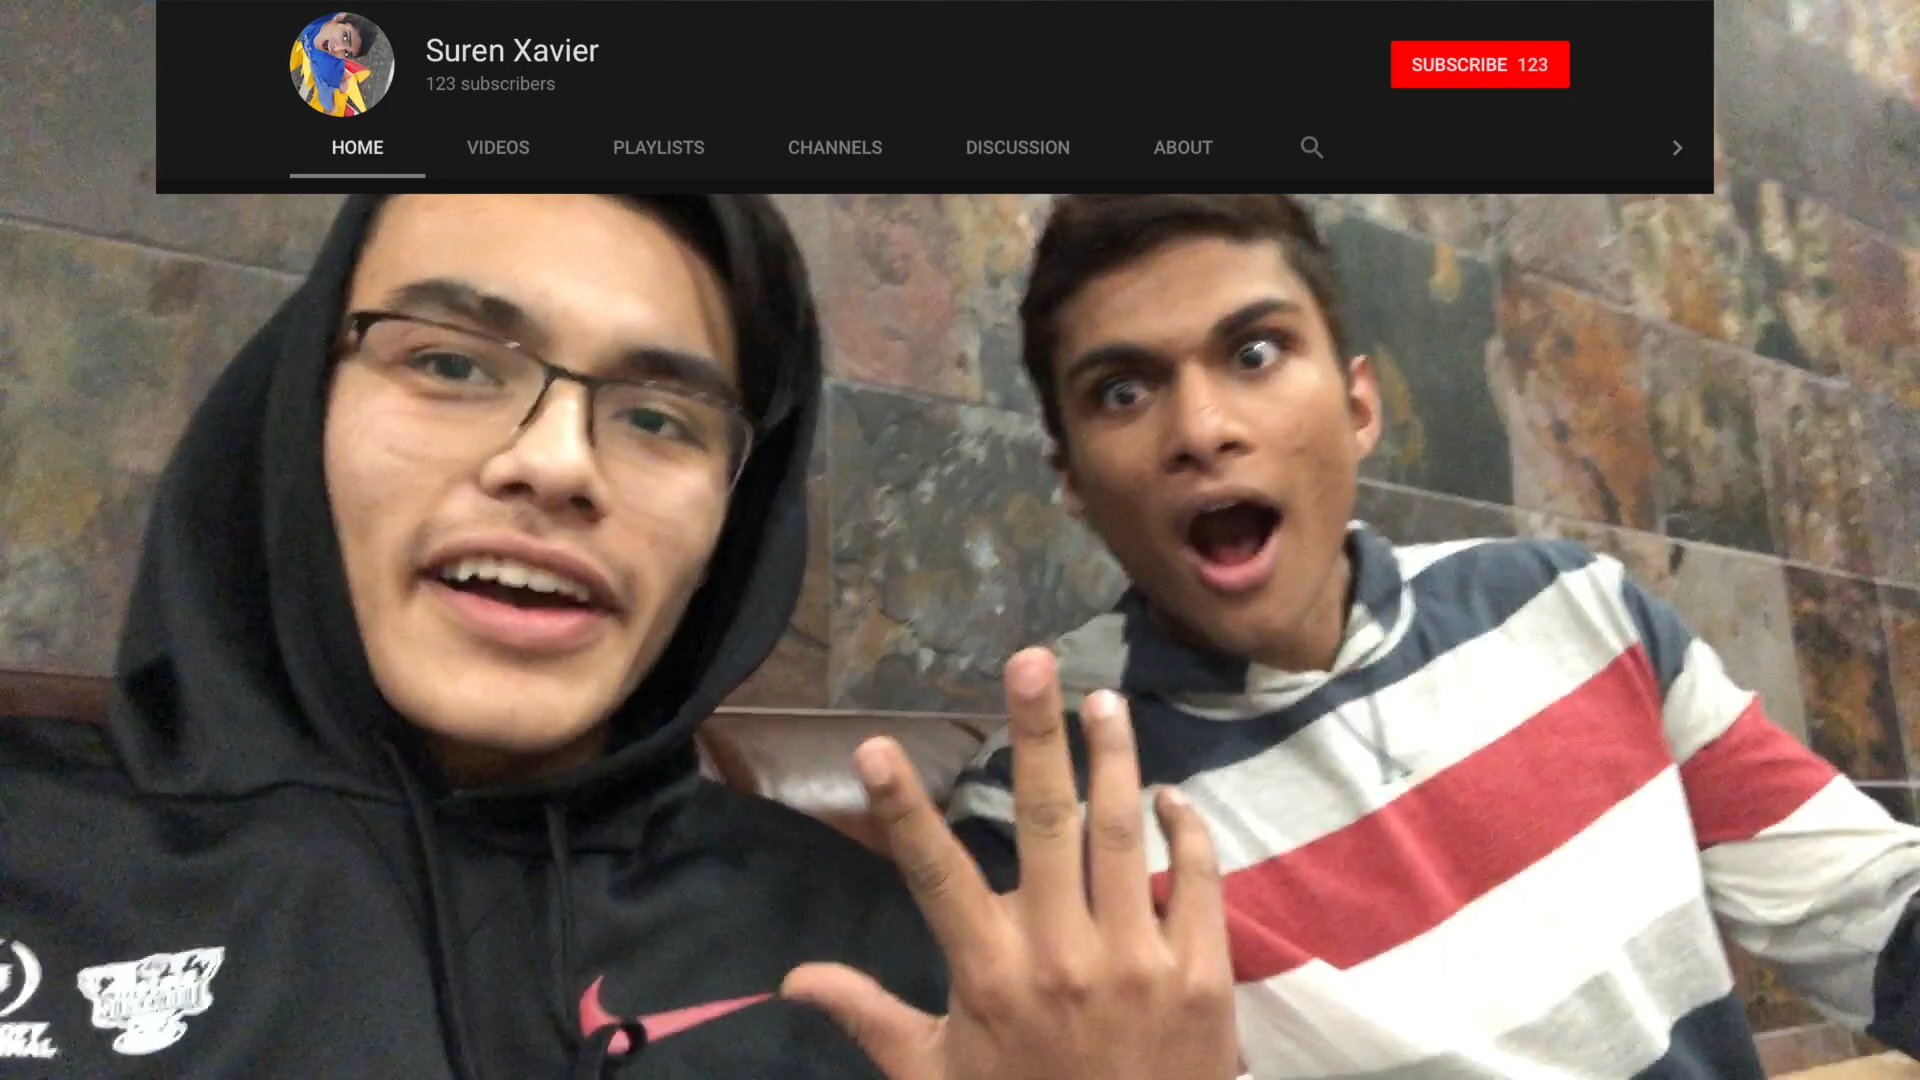 Suren Xavier
123 subscribers
SUBSCRIBE 123
HOME VIDEOS PLAYLISTS CHANNELS DISCUSSION ABOUT